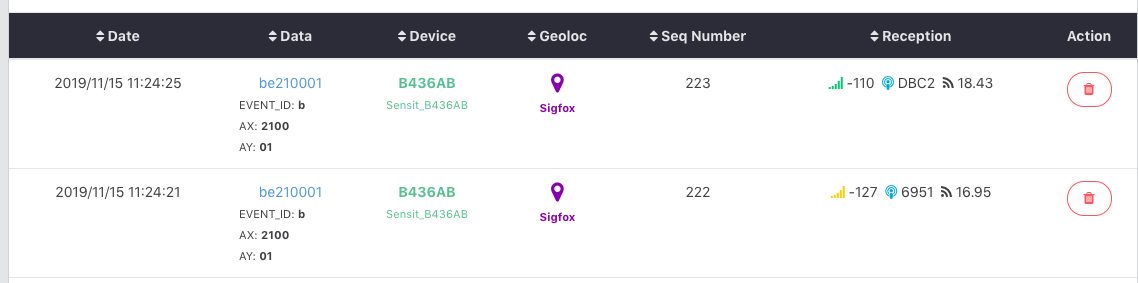 Date Data Device Geoloc Seq Number Reception Action
2019/11/15 11:24:25 be210001 B436AB 223 -110 DBC2 18.43
EVENT_ID: b Sensit_B436AB Sigfox
AX: 2100
AY: 01
2019/11/15 11:24:21 be210001 B436AB 222 -127 6951 16.95
EVENT_ID: b Sensit_B436AB Sigfox
AX: 2100
AY: 01